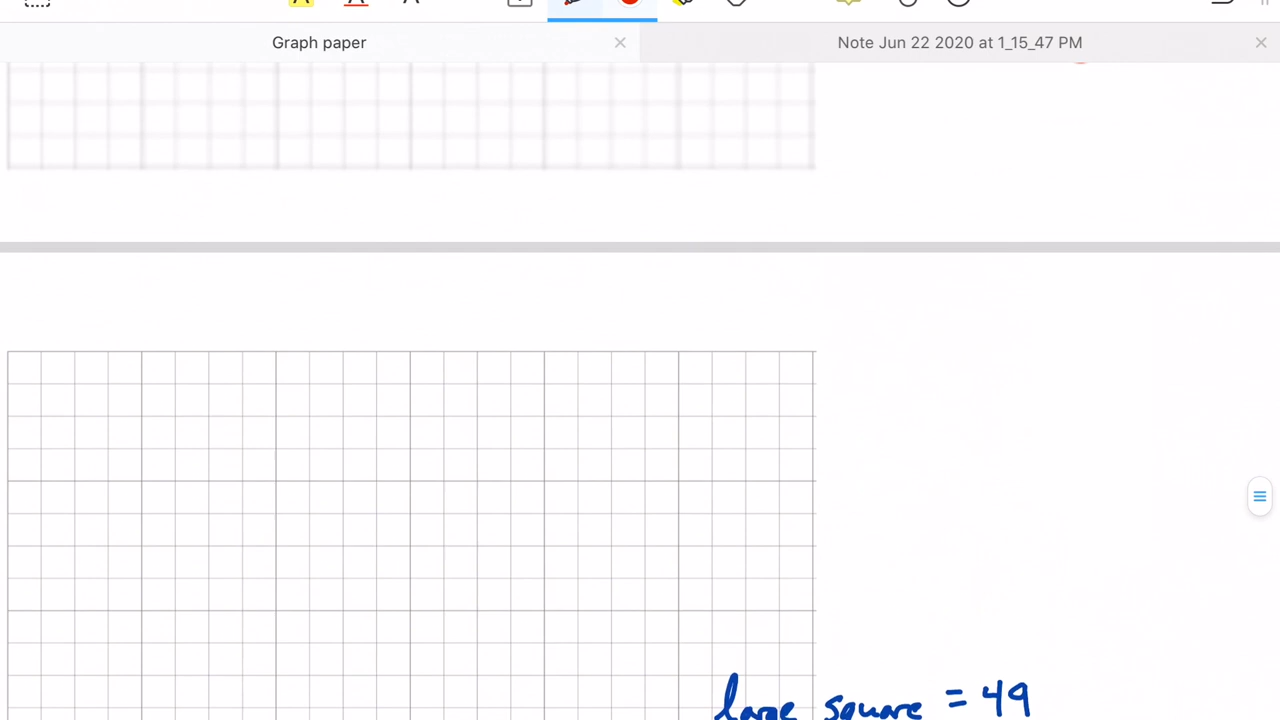 A A A
Graph paper
Note Jun 22 2020 at 1_15_47 PM
large square = 49